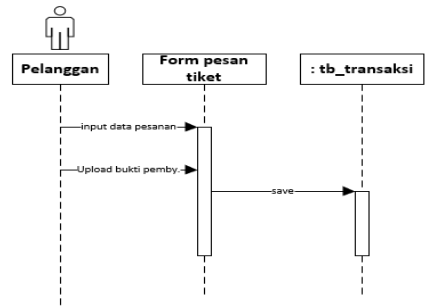 Pelanggan
Form pesan
tiket
: tb_transaksi
input data pesanan
Upload bukti pemby.
save